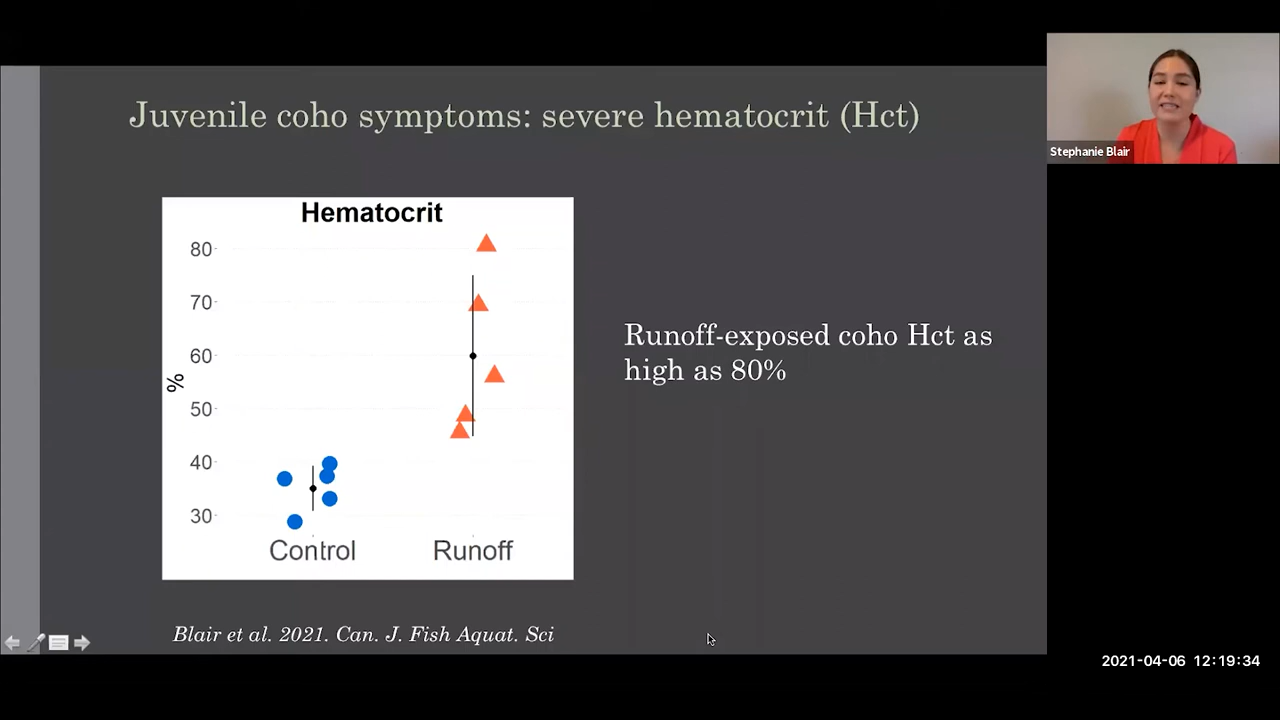 Juvenile coho symptoms: severe hematocrit (Hct)
Stephanie Blair
Hematocrit
80
70
60
50
40
30
%
Control
Runoff
Runoff-exposed coho Hct as
high as 80%
Blair et al. 2021. Can. J. Fish Aquat. Sci
2021-04-06 12:19:34